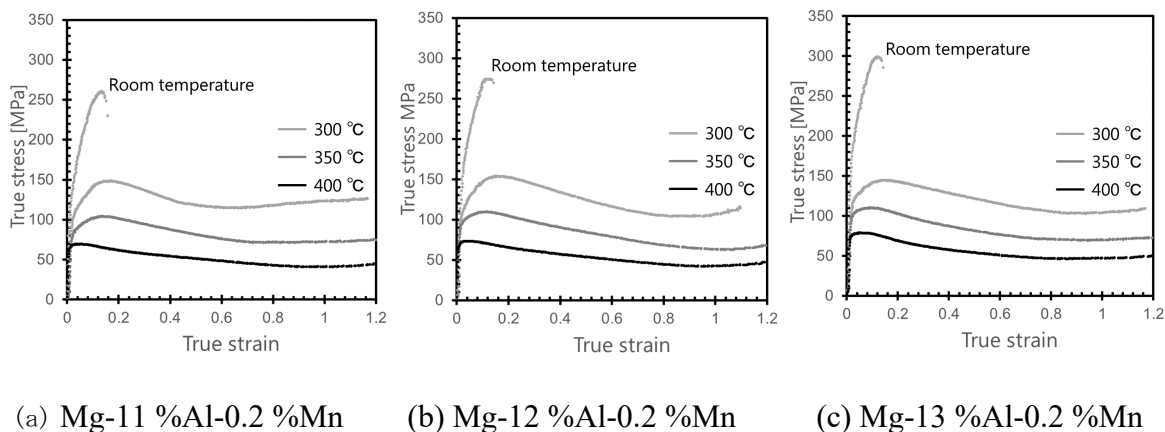 350
300
250
200
150
100
50
0
True stress [MPa]
Room temperature
300 ℃
350 ℃
400 ℃
0 0.2 0.4 0.6 0.8 1 1.2
True strain
(a) Mg-11 %Al-0.2 %Mn
350
300
250
200
150
100
50
0
True stress MPa
Room temperature
300 ℃
350 ℃
400 ℃
0 0.2 0.4 0.6 0.8 1 1.2
True strain
(b) Mg-12 %Al-0.2 %Mn
350
300
250
200
150
100
50
0
True stress [MPa]
Room temperature
300 ℃
350 ℃
400 ℃
0 0.2 0.4 0.6 0.8 1 1.2
True strain
(c) Mg-13 %Al-0.2 %Mn